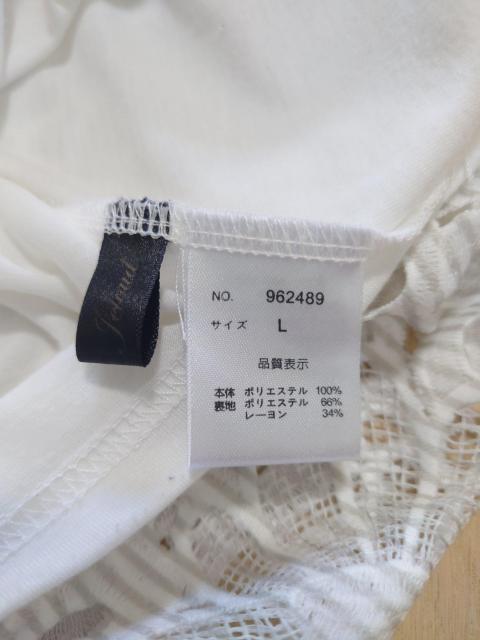 NO. 962489
サイズ L
品質表示
本体 ポリエステル 100%
裏地 ポリエステル 66%
レーヨン 34%